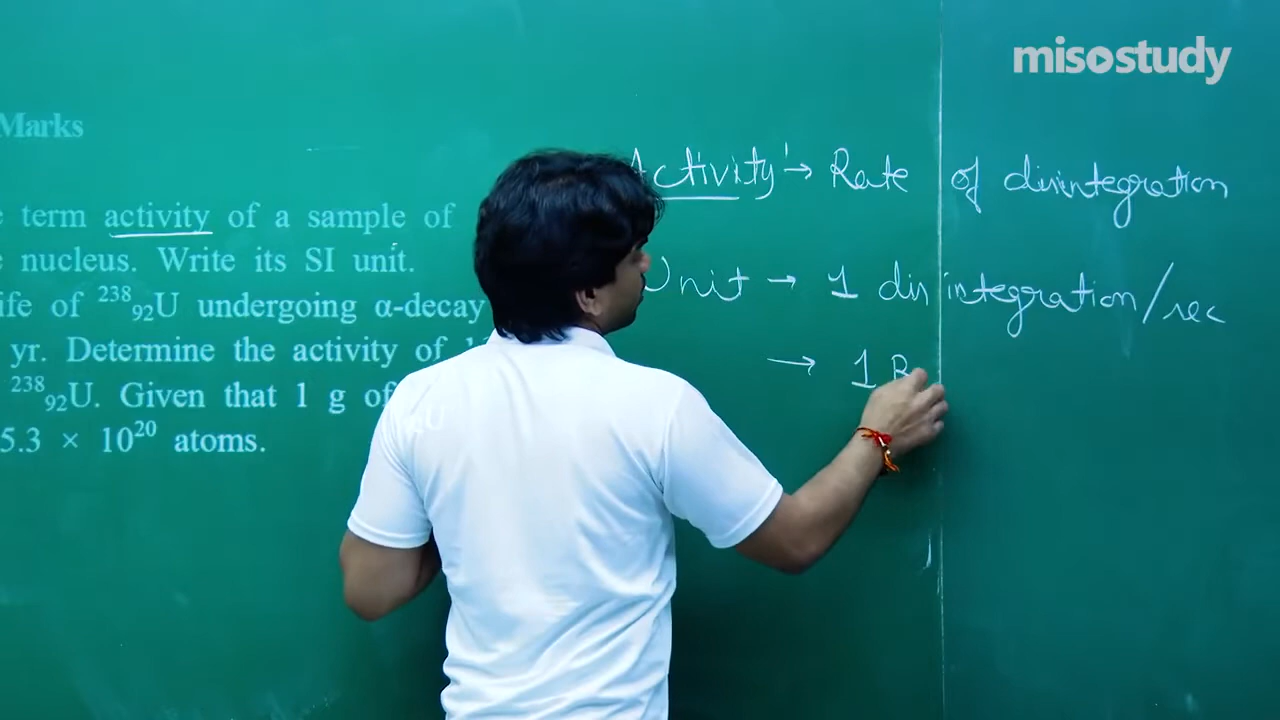 misostudy
Marks
term activity of a sample of
nucleus. Write its SI unit.
ife of ²³⁸₉₂U undergoing α-decay
yr. Determine the activity of 1
²³⁸₉₂U. Given that 1 g of
5.3 × 10²⁰ atoms.
Activity → Rate of disintegration
Unit → 1 disintegration/sec
→ 1 B